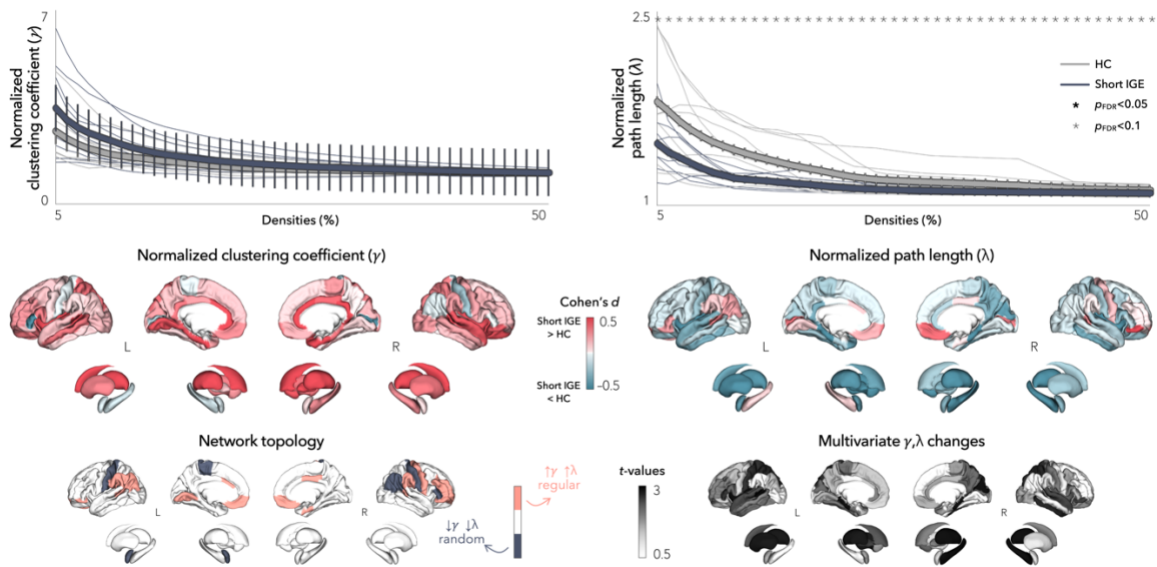 7
Normalized
clustering coefficient (γ)
0
5
Densities (%)
50
2.5
Normalized
path length (λ)
1
5
Densities (%)
50
HC
Short IGE
* pFDR<0.05
* pFDR<0.1
Normalized clustering coefficient (γ)
L
R
Cohen's d
Short IGE
> HC
0.5
Short IGE
< HC
-0.5
Normalized path length (λ)
L
R
Network topology
L
R
↑γ ↑λ
regular
↓γ ↓λ
random
Multivariate γ,λ changes
t-values
3
0.5
L
R